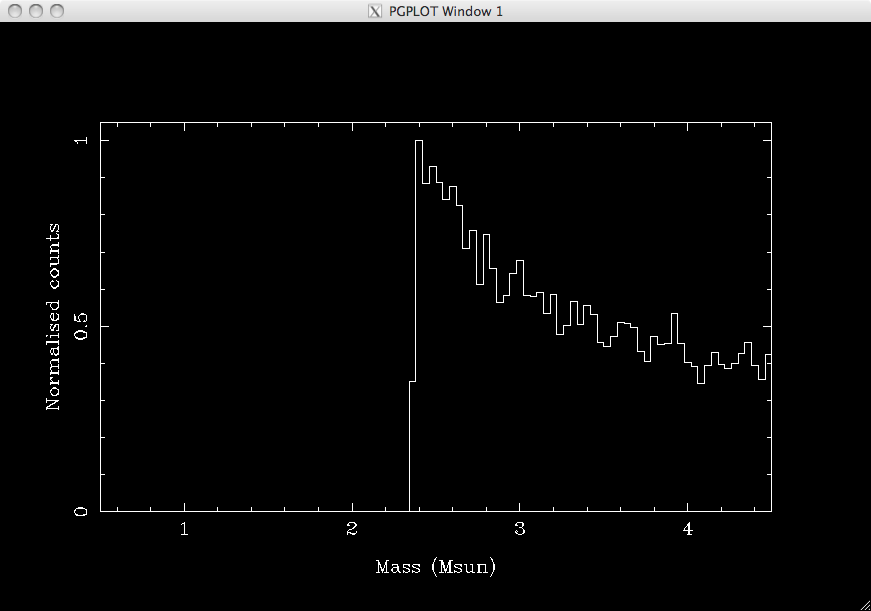 PGPLOT Window 1
1
0.5
0
Normalised counts
1 2 3 4
Mass (Msun)